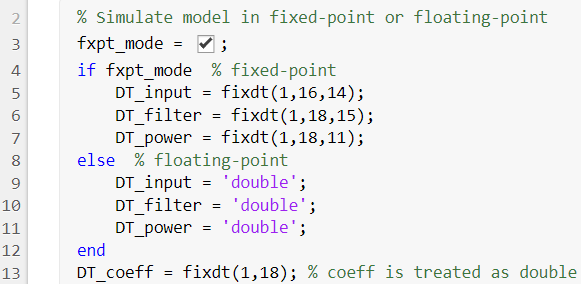 2 % Simulate model in fixed-point or floating-point
3 fxpt_mode = ☑ ;
4 if fxpt_mode % fixed-point
5 DT_input = fixdt(1,16,14);
6 DT_filter = fixdt(1,18,15);
7 DT_power = fixdt(1,18,11);
8 else % floating-point
9 DT_input = 'double';
10 DT_filter = 'double';
11 DT_power = 'double';
12 end
13 DT_coeff = fixdt(1,18); % coeff is treated as double